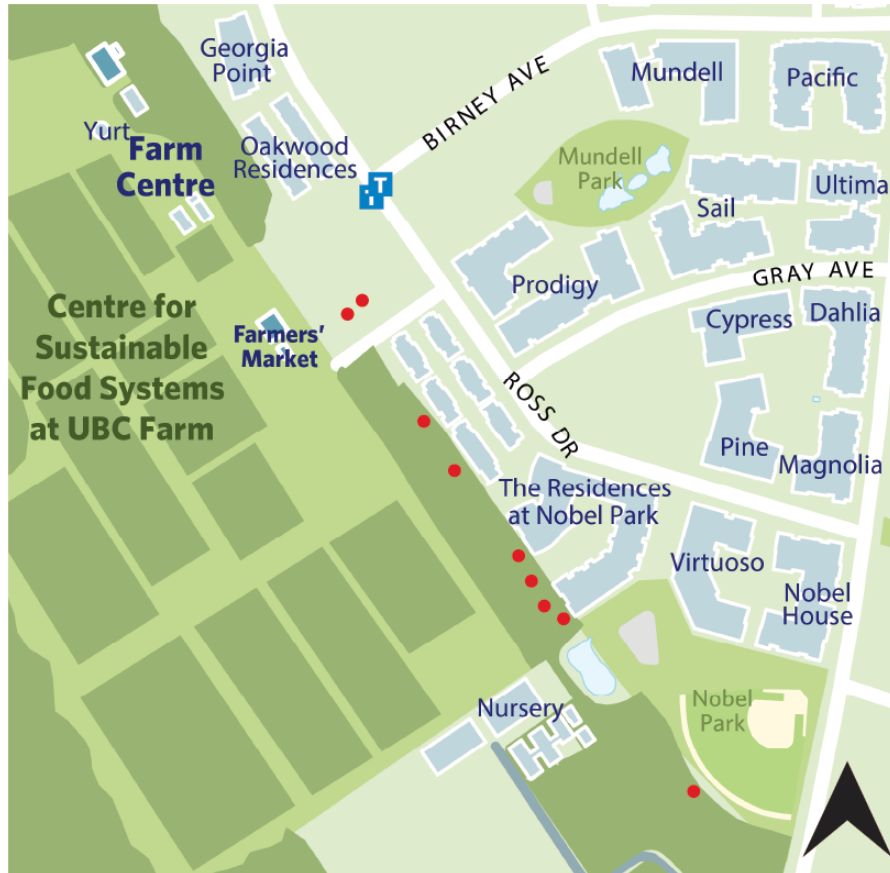 Georgia
Point
BIRNEY AVE
Mundell
Pacific
Yurt
Farm
Centre
Oakwood
Residences
Mundell
Park
T
i
Sail
Ultima
Prodigy
GRAY AVE
Centre for
Sustainable
Food Systems
at UBC Farm
Farmers'
Market
Cypress
Dahlia
ROSS DR
Pine
Magnolia
The Residences
at Nobel Park
Virtuoso
Nobel
House
Nursery
Nobel
Park